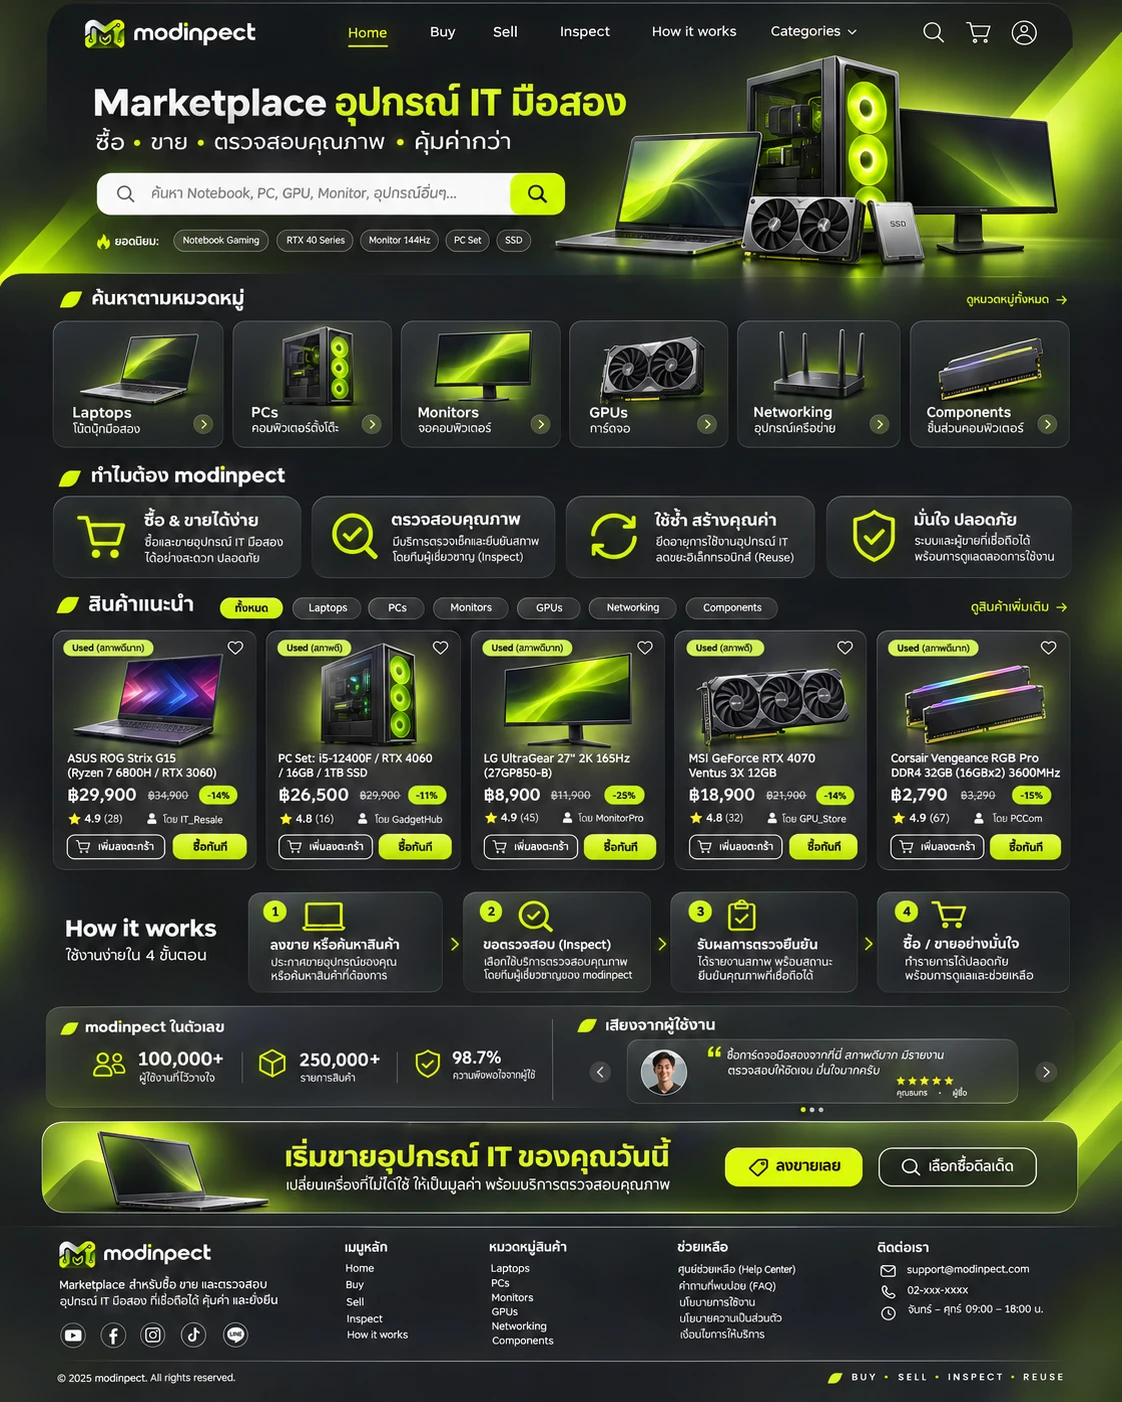 modinpect
Home
Buy
Sell
Inspect
How it works
Categories
Marketplace อุปกรณ์ IT มือสอง
ซื้อ • ขาย • ตรวจสอบคุณภาพ • คุ้มค่ากว่า
ค้นหา Notebook, PC, GPU, Monitor, อุปกรณ์อื่นๆ...
ยอดนิยม:
Notebook Gaming
RTX 40 Series
Monitor 144Hz
PC Set
SSD
SSD
ค้นหาตามหมวดหมู่
ดูหมวดหมู่ทั้งหมด →
Laptops
โน้ตบุ๊กมือสอง
PCs
คอมพิวเตอร์ตั้งโต๊ะ
Monitors
จอคอมพิวเตอร์
GPUs
การ์ดจอ
Networking
อุปกรณ์เครือข่าย
Components
ชิ้นส่วนคอมพิวเตอร์
ทำไมต้อง modinpect
ซื้อ & ขายได้ง่าย
ซื้อและขายอุปกรณ์ IT มือสอง
ได้อย่างสะดวก ปลอดภัย
ตรวจสอบคุณภาพ
มีบริการตรวจเช็คและยืนยันสภาพ
โดยทีมผู้เชี่ยวชาญ (Inspect)
ใช้ซ้ำ สร้างคุณค่า
ยืดอายุการใช้งานอุปกรณ์ IT
ลดขยะอิเล็กทรอนิกส์ (Reuse)
มั่นใจ ปลอดภัย
ระบบและผู้ขายที่เชื่อถือได้
พร้อมการดูแลตลอดการใช้งาน
สินค้าแนะนำ
ทั้งหมด
Laptops
PCs
Monitors
GPUs
Networking
Components
ดูสินค้าเพิ่มเติม →
Used (สภาพดีมาก)
ASUS ROG Strix G15
(Ryzen 7 6800H / RTX 3060)
฿29,900 ฿34,900 -14%
4.9 (28) โดย IT_Resale
เพิ่มลงตะกร้า
ซื้อทันที
Used (สภาพดี)
PC Set: i5-12400F / RTX 4060
/ 16GB / 1TB SSD
฿26,500 ฿29,900 -11%
4.8 (16) โดย GadgetHub
เพิ่มลงตะกร้า
ซื้อทันที
Used (สภาพดีมาก)
LG UltraGear 27" 2K 165Hz
(27GP850-B)
฿8,900 ฿11,900 -25%
4.9 (45) โดย MonitorPro
เพิ่มลงตะกร้า
ซื้อทันที
Used (สภาพดี)
MSI GeForce RTX 4070
Ventus 3X 12GB
฿18,900 ฿21,900 -14%
4.8 (32) โดย GPU_Store
เพิ่มลงตะกร้า
ซื้อทันที
Used (สภาพดีมาก)
Corsair Vengeance RGB Pro
DDR4 32GB (16GBx2) 3600MHz
฿2,790 ฿3,290 -15%
4.9 (67) โดย PCCom
เพิ่มลงตะกร้า
ซื้อทันที
How it works
ใช้งานง่ายใน 4 ขั้นตอน
1
ลงขาย หรือค้นหาสินค้า
ประกาศขายอุปกรณ์ของคุณ
หรือค้นหาสินค้าที่ต้องการ
2
ขอตรวจสอบ (Inspect)
เลือกใช้บริการตรวจสอบคุณภาพ
โดยทีมผู้เชี่ยวชาญของ modinpect
3
รับผลการตรวจยืนยัน
ได้รายงานสภาพ พร้อมสถานะ
ยืนยันคุณภาพที่เชื่อถือได้
4
ซื้อ / ขายอย่างมั่นใจ
ทำรายการได้ปลอดภัย
พร้อมการดูแลและช่วยเหลือ
modinpect ในตัวเลข
100,000+
ผู้ใช้งานที่ไว้วางใจ
250,000+
รายการสินค้า
98.7%
ความพึงพอใจจากผู้ใช้
เสียงจากผู้ใช้งาน
“ ซื้อการ์ดจอมือสองจากที่นี่ สภาพดีมาก มีรายงาน
ตรวจสอบให้ชัดเจน มั่นใจมากครับ
คุณธนกร • ผู้ซื้อ
เริ่มขายอุปกรณ์ IT ของคุณวันนี้
เปลี่ยนเครื่องที่ไม่ได้ใช้ ให้เป็นมูลค่า พร้อมบริการตรวจสอบคุณภาพ
ลงขายเลย
เลือกซื้อดีลเด็ด
modinpect
Marketplace สำหรับซื้อ ขาย และตรวจสอบ
อุปกรณ์ IT มือสอง ที่เชื่อถือได้ คุ้มค่า และยั่งยืน
LINE
เมนูหลัก
Home
Buy
Sell
Inspect
How it works
หมวดหมู่สินค้า
Laptops
PCs
Monitors
GPUs
Networking
Components
ช่วยเหลือ
ศูนย์ช่วยเหลือ (Help Center)
คำถามที่พบบ่อย (FAQ)
นโยบายการใช้งาน
นโยบายความเป็นส่วนตัว
เงื่อนไขการให้บริการ
ติดต่อเรา
support@modinpect.com
02-xxx-xxxx
จันทร์ – ศุกร์ 09:00 – 18:00 น.
© 2025 modinpect. All rights reserved.
BUY • SELL • INSPECT • REUSE